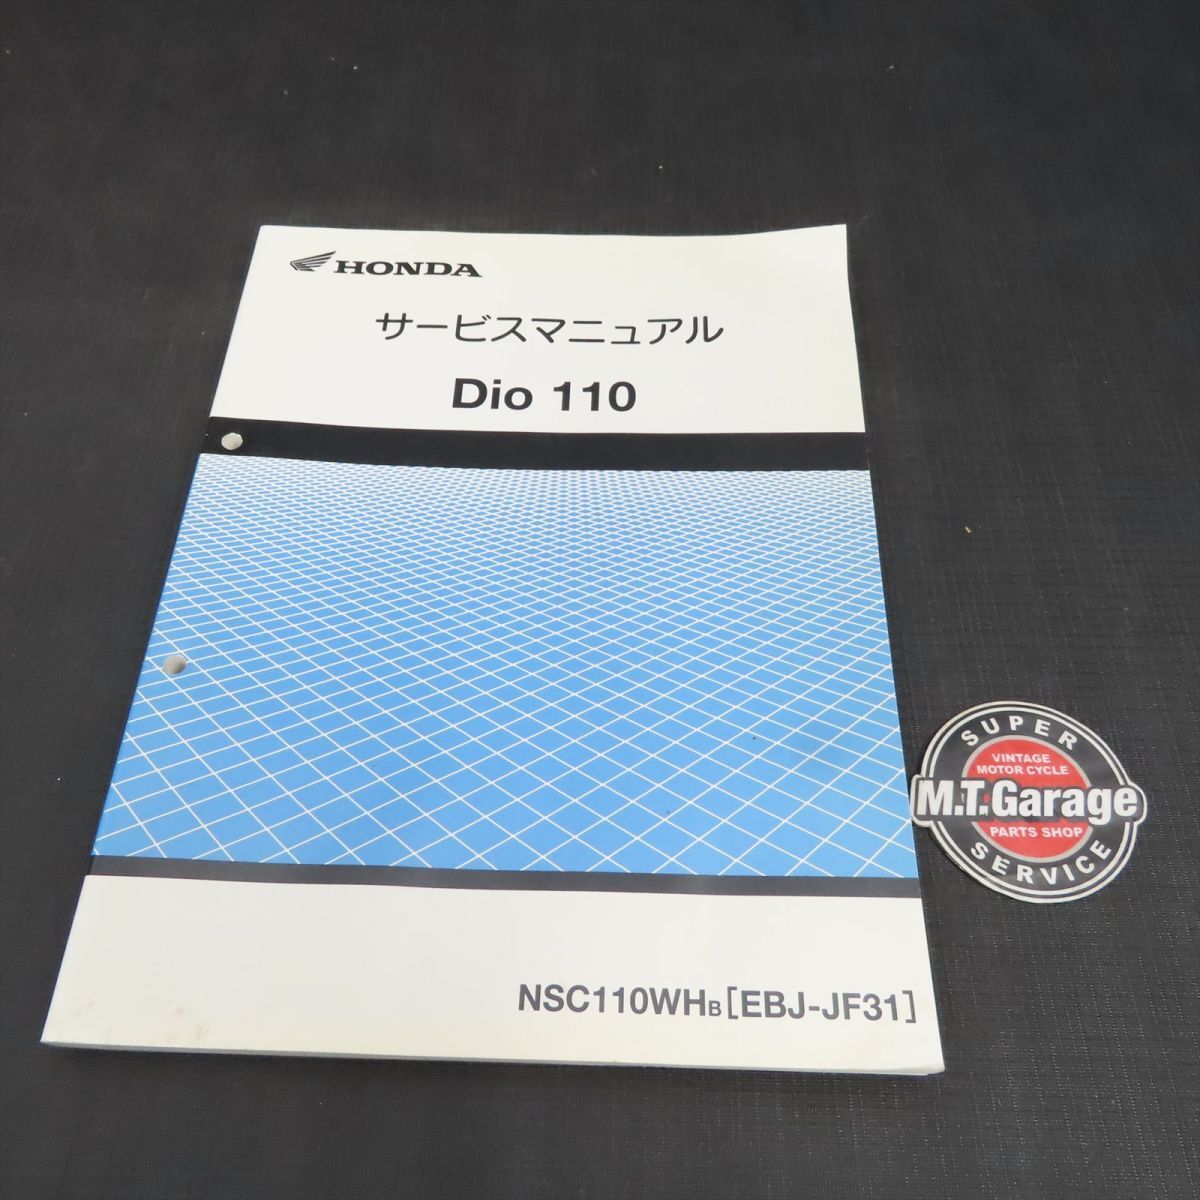 HONDA
サービスマニュアル
Dio 110
NSC110WHB[EBJ-JF31]
SUPER
VINTAGE
MOTOR CYCLE
M.T.Garage
PARTS SHOP
SERVICE